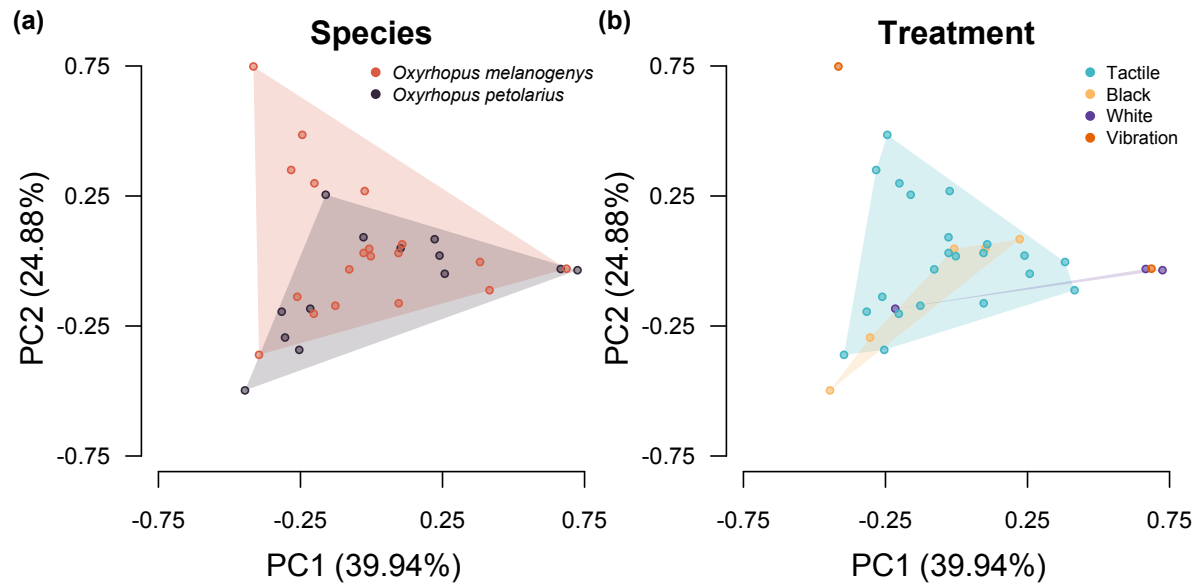 (a)
Species
Oxyrhopus melanogenys
Oxyrhopus petolarius
0.75
0.25
-0.25
-0.75
PC2 (24.88%)
-0.75
-0.25
0.25
0.75
PC1 (39.94%)
(b)
Treatment
Tactile
Black
White
Vibration
0.75
0.25
-0.25
-0.75
PC2 (24.88%)
-0.75
-0.25
0.25
0.75
PC1 (39.94%)